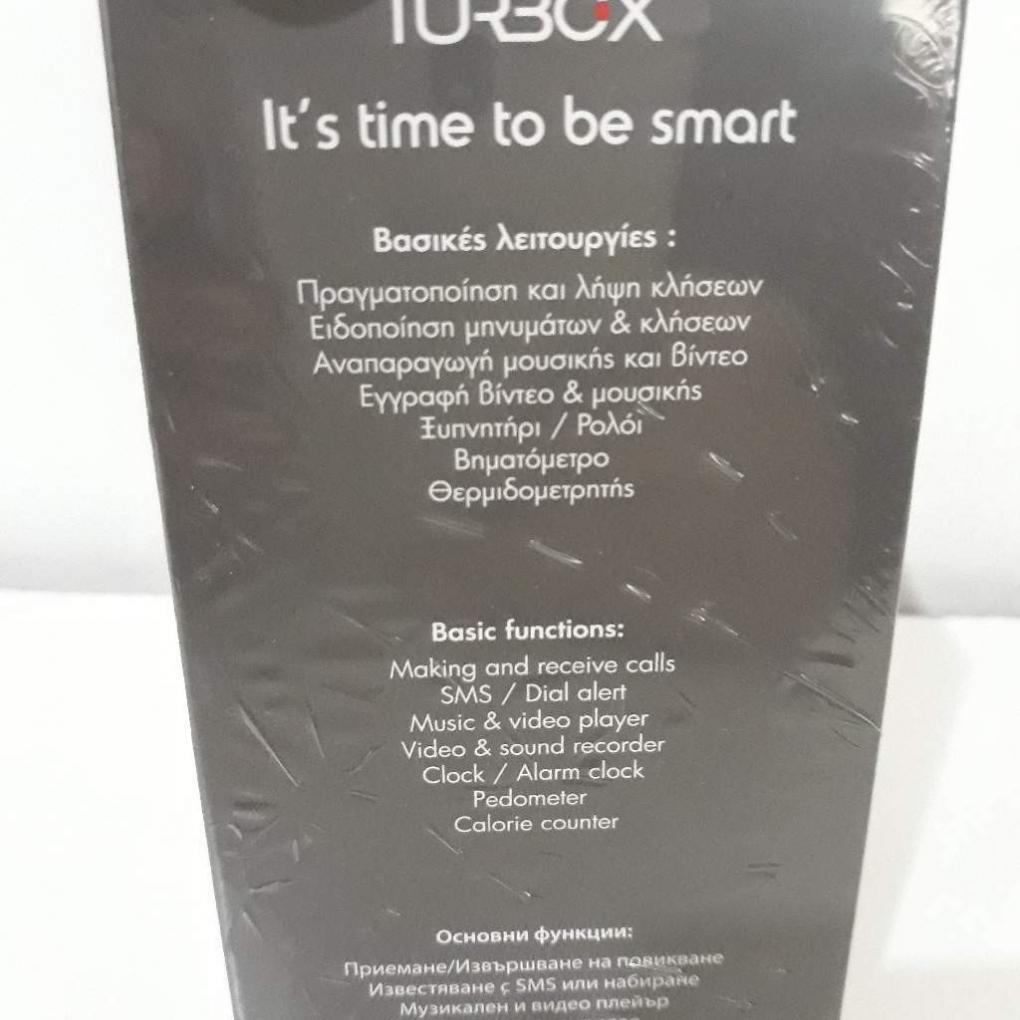 TURBOX
It's time to be smart
Βασικές λειτουργίες :
Πραγματοποίηση και λήψη κλήσεων
Ειδοποίηση μηνυμάτων & κλήσεων
Αναπαραγωγή μουσικής και βίντεο
Εγγραφή βίντεο & μουσικής
Ξυπνητήρι / Ρολόι
Βηματόμετρο
Θερμιδομετρητής
Basic functions:
Making and receive calls
SMS / Dial alert
Music & video player
Video & sound recorder
Clock / Alarm clock
Pedometer
Calorie counter
Основни функции:
Приемане/Извършване на повикване
Известяване с SMS или набиране
Музикален и видео плейър